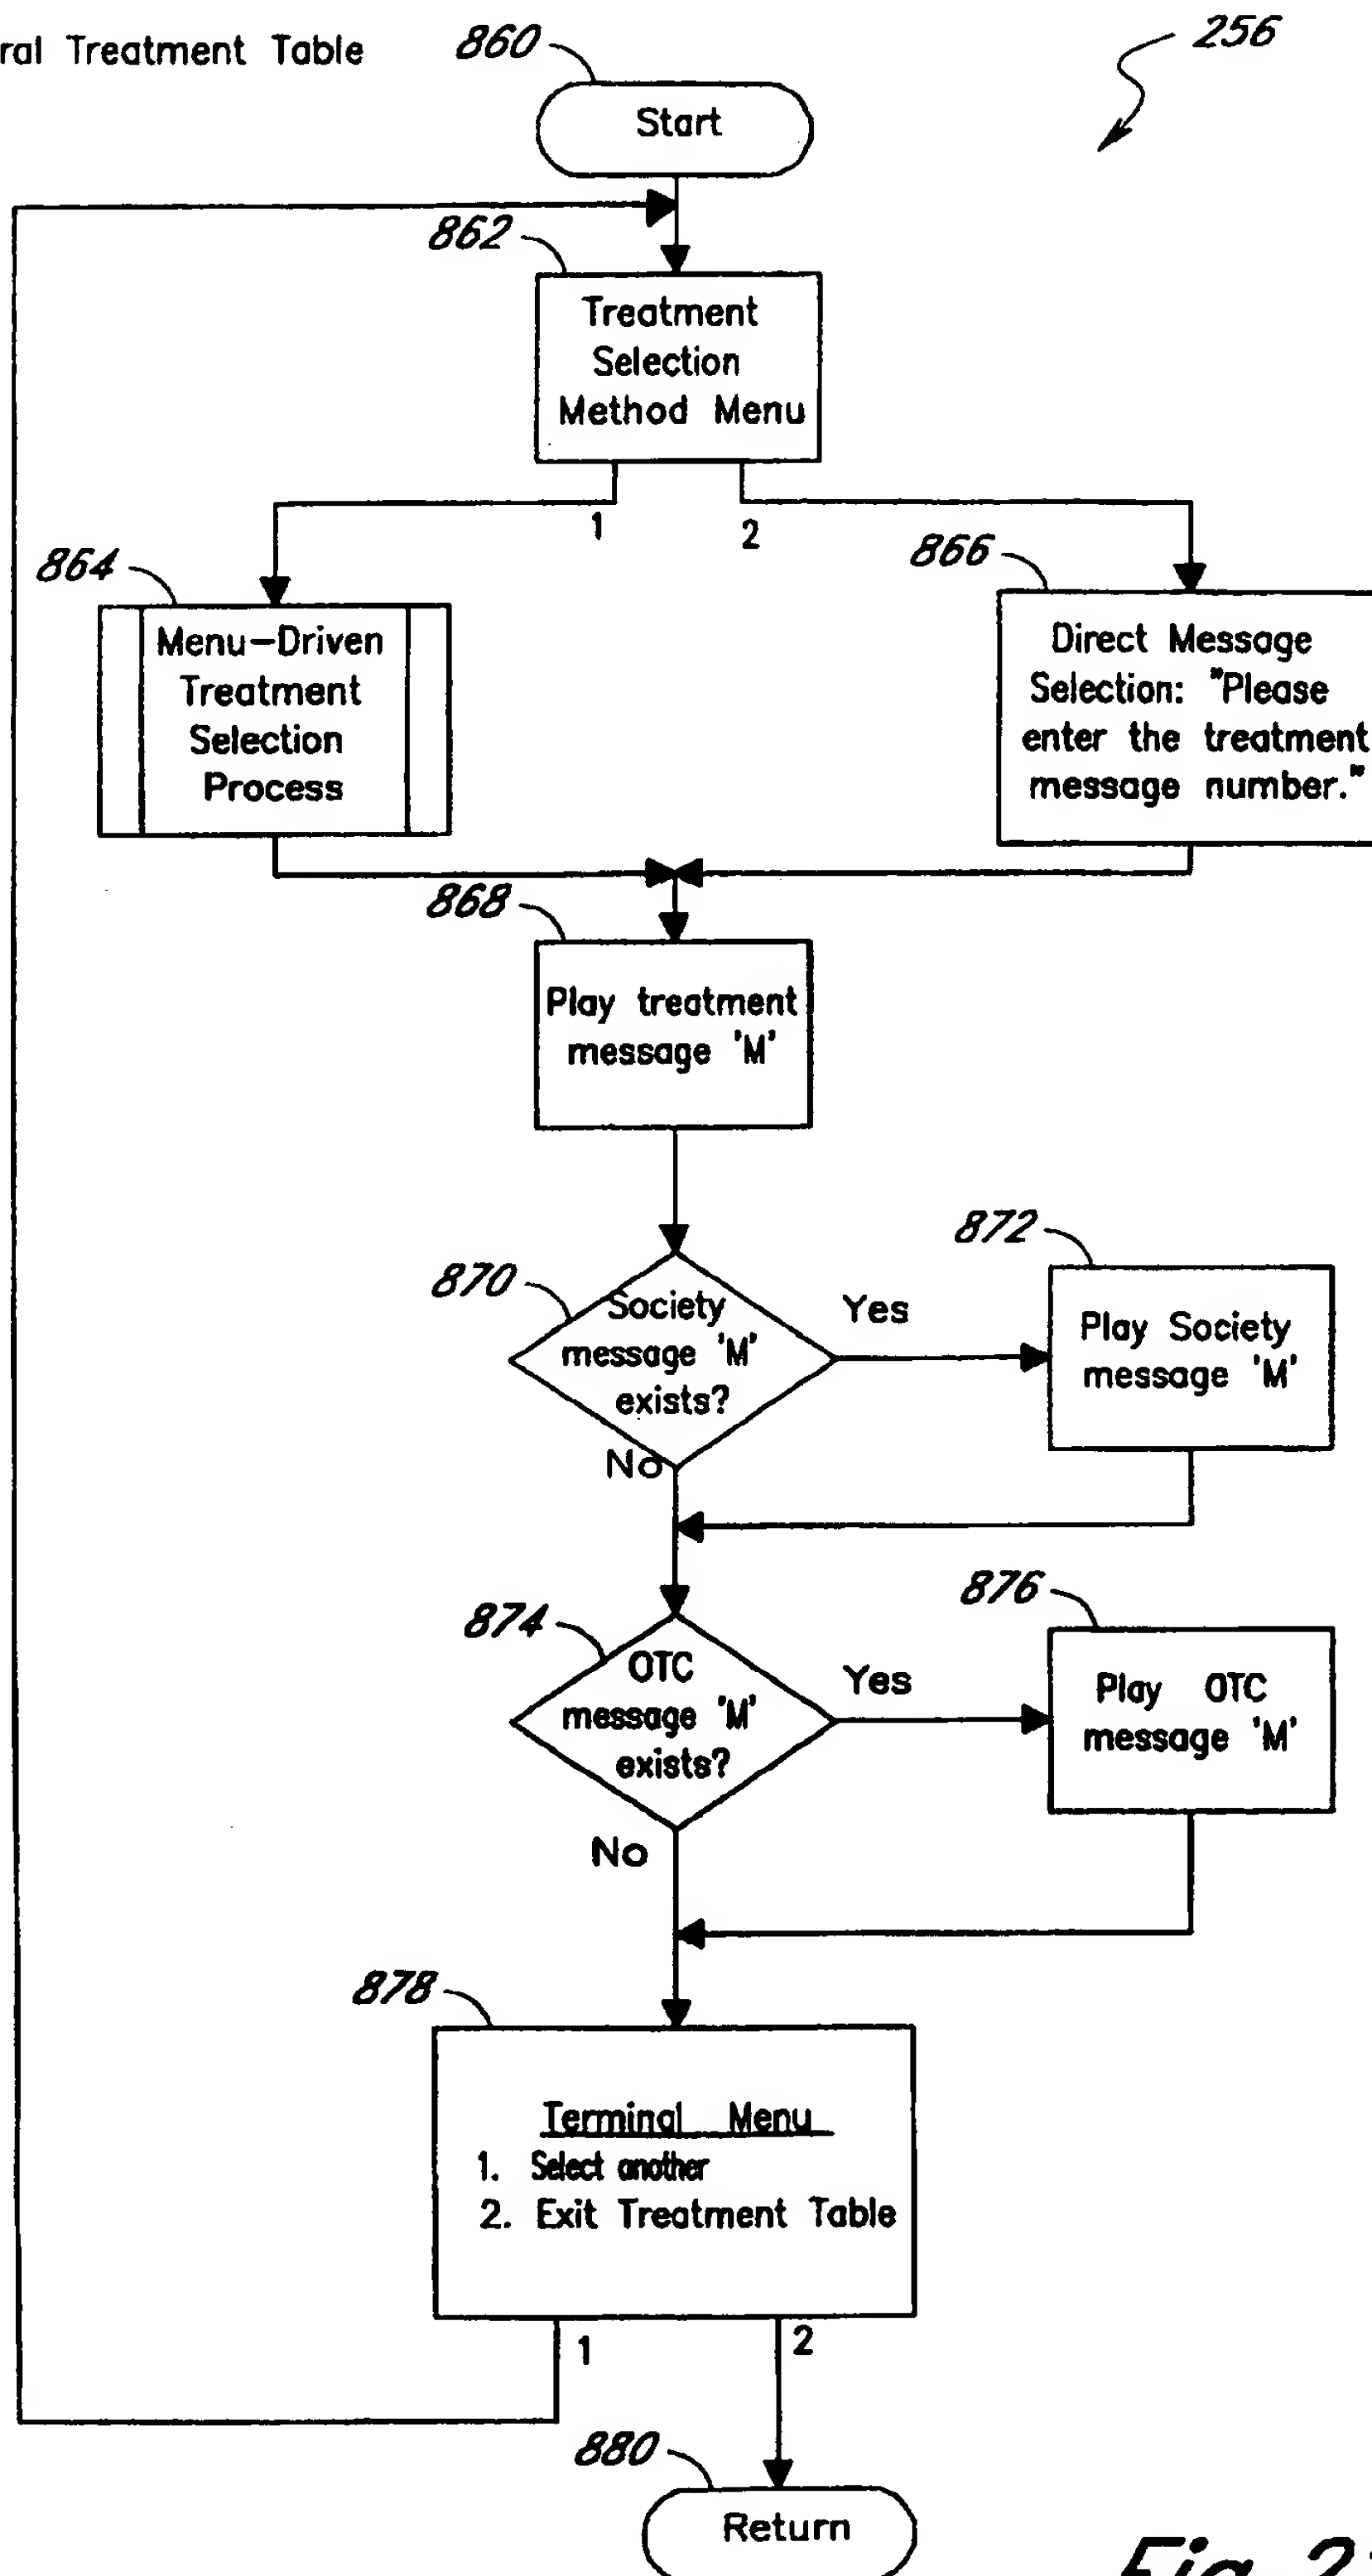 Treatment Table
860
256
Start
862
Treatment
Selection
Method Menu
1
2
864
866
Menu-Driven
Treatment
Selection
Process
Direct Message
Selection: "Please
enter the treatment
message number."
868
Play treatment
message 'M'
870
Society
message 'M'
exists?
Yes
872
Play Society
message 'M'
No
874
OTC
message 'M'
exists?
Yes
876
Play OTC
message 'M'
No
878
Terminal Menu
1. Select another
2. Exit Treatment Table
1
2
880
Return
Fig.